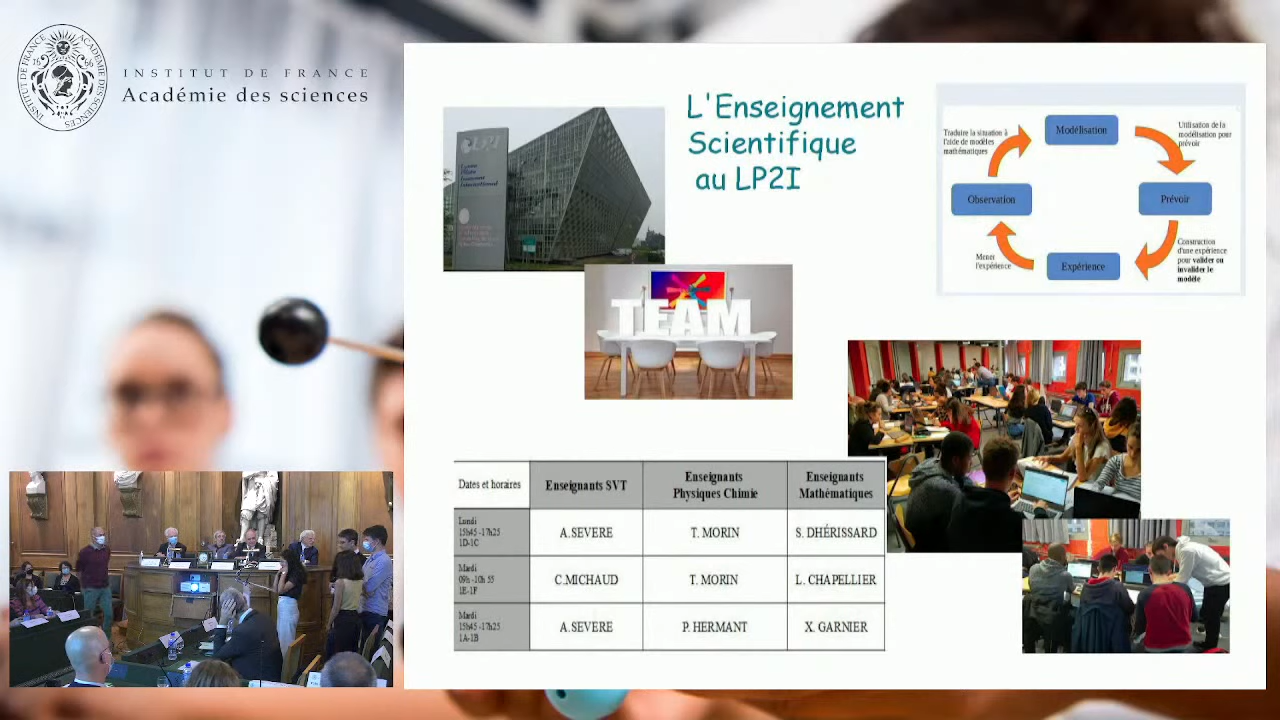 INSTITUT DE FRANCE
Académie des sciences
L'Enseignement
Scientifique
au LP2I
LP2I
TEAM
Modélisation
Traduire la situation à
l'aide de modèles
mathématiques
Utilisation de la
modélisation pour
prévoir
Observation
Prévoir
Mener
l'expérience
Expérience
Construction
d'une expérience
pour valider ou
invalider le
modèle
Dates et horaires
Enseignants SVT
Enseignants
Physiques Chimie
Enseignants
Mathématiques
Lundi
15h45 -17h25
1D-1C
A.SEVERE
T. MORIN
S. DHÉRISSARD
Mardi
09h -10h 55
1E-1F
C.MICHAUD
T. MORIN
L. CHAPELLIER
Mardi
15h45 -17h25
1A-1B
A.SEVERE
P. HERMANT
X. GARNIER